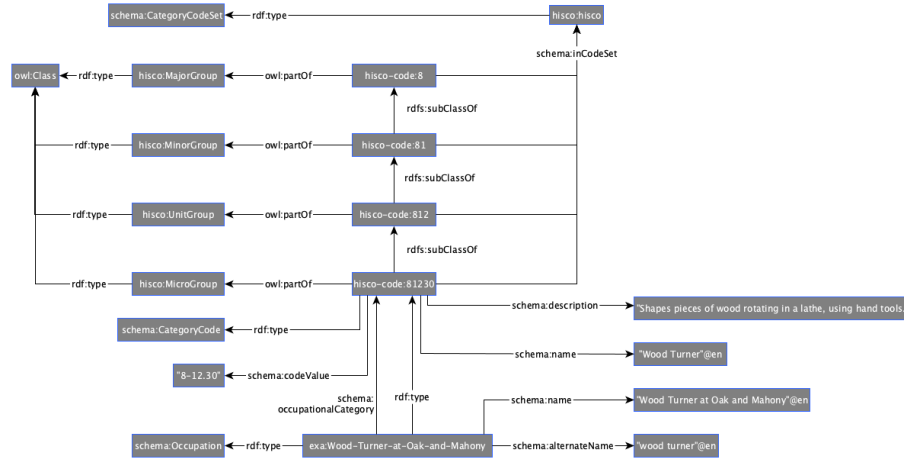 schema:CategoryCodeSet
rdf:type
hisco:hisco
schema:inCodeSet
owl:Class
rdf:type
hisco:MajorGroup
owl:partOf
hisco-code:8
rdfs:subClassOf
rdf:type
hisco:MinorGroup
owl:partOf
hisco-code:81
rdfs:subClassOf
rdf:type
hisco:UnitGroup
owl:partOf
hisco-code:812
rdfs:subClassOf
rdf:type
hisco:MicroGroup
owl:partOf
hisco-code:81230
schema:description
"Shapes pieces of wood rotating in a lathe, using hand tools.
schema:CategoryCode
rdf:type
schema:name
"Wood Turner"@en
"8-12.30"
schema:codeValue
schema:
occupationalCategory
rdf:type
schema:name
"Wood Turner at Oak and Mahony"@en
schema:Occupation
rdf:type
exa:Wood-Turner-at-Oak-and-Mahony
schema:alternateName
"wood turner"@en